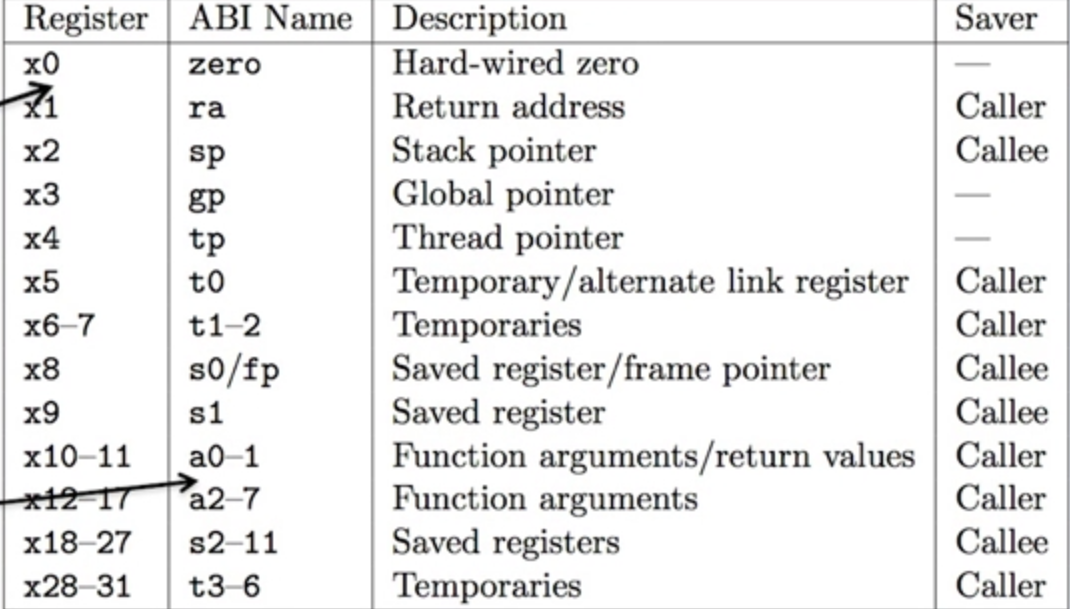 Register ABI Name Description Saver
x0 zero Hard-wired zero —
x1 ra Return address Caller
x2 sp Stack pointer Callee
x3 gp Global pointer —
x4 tp Thread pointer —
x5 t0 Temporary/alternate link register Caller
x6–7 t1–2 Temporaries Caller
x8 s0/fp Saved register/frame pointer Callee
x9 s1 Saved register Callee
x10–11 a0–1 Function arguments/return values Caller
x12–17 a2–7 Function arguments Caller
x18–27 s2–11 Saved registers Callee
x28–31 t3–6 Temporaries Caller